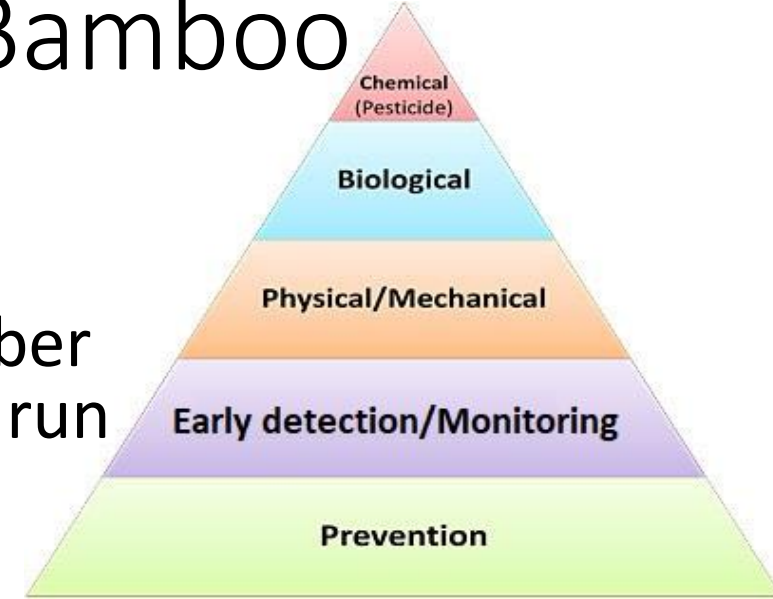 Bamboo
Chemical
(Pesticide)
Biological
Physical/Mechanical
ber
run
Early detection/Monitoring
Prevention